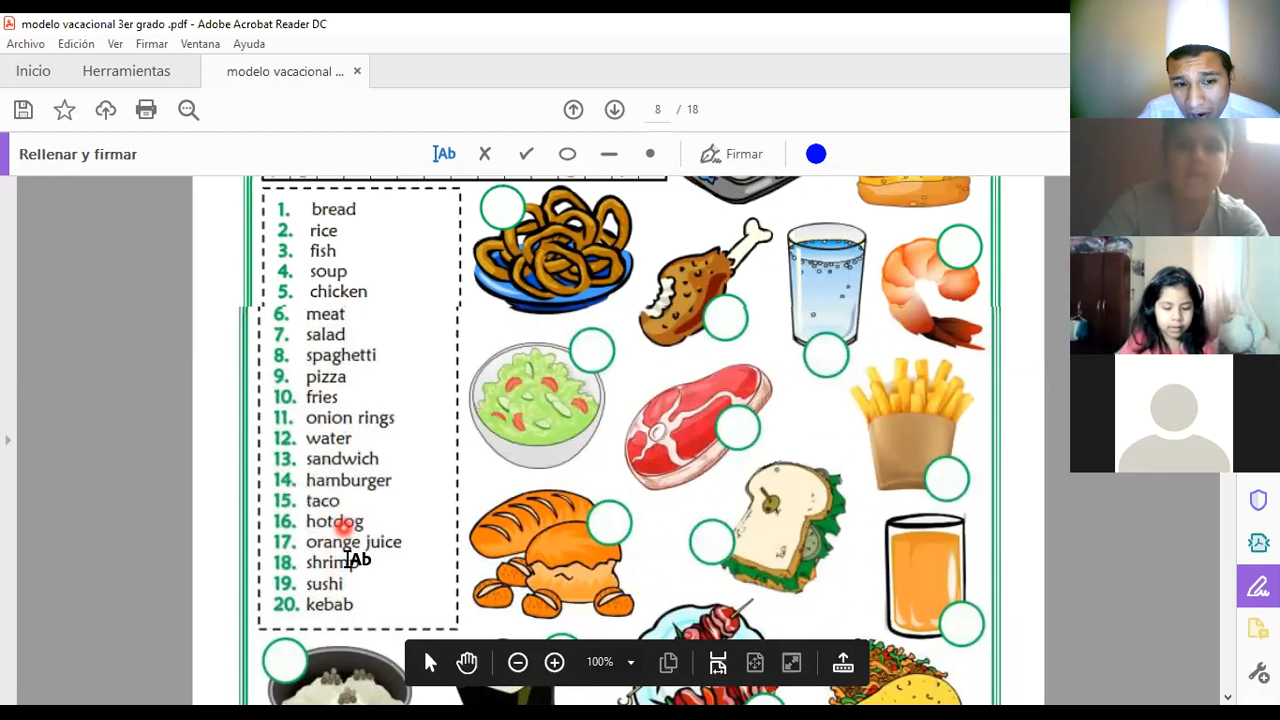 modelo vacacional 3er grado .pdf - Adobe Acrobat Reader DC
Archivo Edición Ver Firmar Ventana Ayuda
Inicio Herramientas modelo vacacional ... ×
8 / 18
Rellenar y firmar Ab Firmar
1. bread
2. rice
3. fish
4. soup
5. chicken
6. meat
7. salad
8. spaghetti
9. pizza
10. fries
11. onion rings
12. water
13. sandwich
14. hamburger
15. taco
16. hotdog
17. orange juice
18. shrimp
Ab
19. sushi
20. kebab
100%